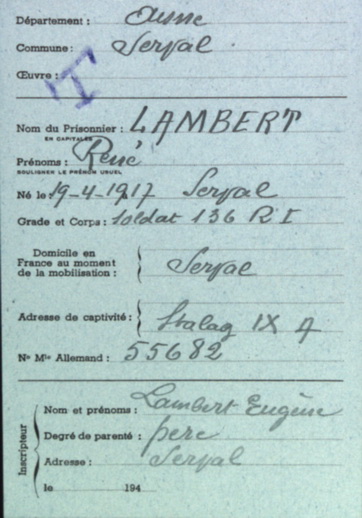 Département : Aisne
Commune : Serval
Œuvre :
T
Nom du Prisonnier : LAMBERT
EN CAPITALES
Prénoms : René
SOULIGNER LE PRÉNOM USUEL
Né le 19-4-1917 Serval
Grade et Corps : soldat 136 R I
Domicile en
France au moment
de la mobilisation : Serval
Adresse de captivité : Stalag IX A
N° Mle Allemand : 55682
Inscripteur
Nom et prénoms : Lambert Eugène
Degré de parenté : père
Adresse : Serval
le 194